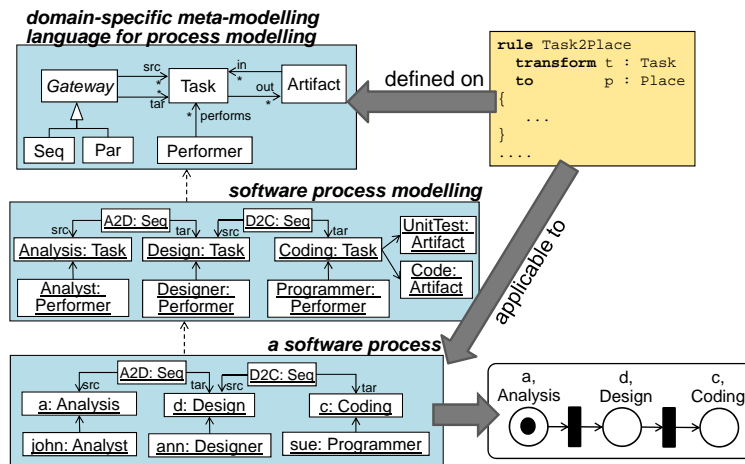 domain-specific meta-modelling
language for process modelling
Gateway
src
*
tar
*
Task
in
*
out
*
Artifact
*
performs
Seq
Par
Performer
defined on
rule Task2Place
transform t : Task
to p : Place
{
...
}
....
software process modelling
A2D: Seq
D2C: Seq
src
tar
src
tar
Analysis: Task
Design: Task
Coding: Task
UnitTest:
Artifact
Code:
Artifact
Analyst:
Performer
Designer:
Performer
Programmer:
Performer
applicable to
a software process
A2D: Seq
D2C: Seq
src
tar
src
tar
a: Analysis
d: Design
c: Coding
john: Analyst
ann: Designer
sue: Programmer
a,
Analysis
d,
Design
c,
Coding